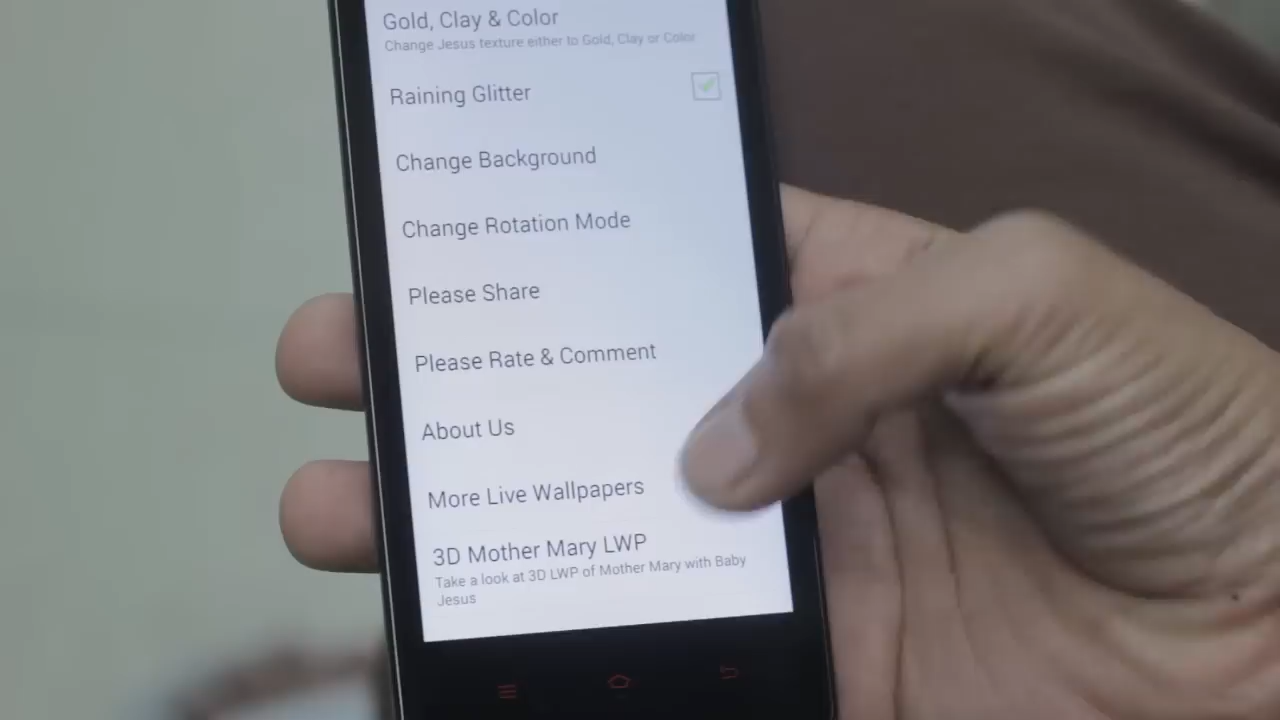 Gold, Clay & Color
Change Jesus texture either to Gold, Clay or Color
Raining Glitter
Change Background
Change Rotation Mode
Please Share
Please Rate & Comment
About Us
More Live Wallpapers
3D Mother Mary LWP
Take a look at 3D LWP of Mother Mary with Baby
Jesus